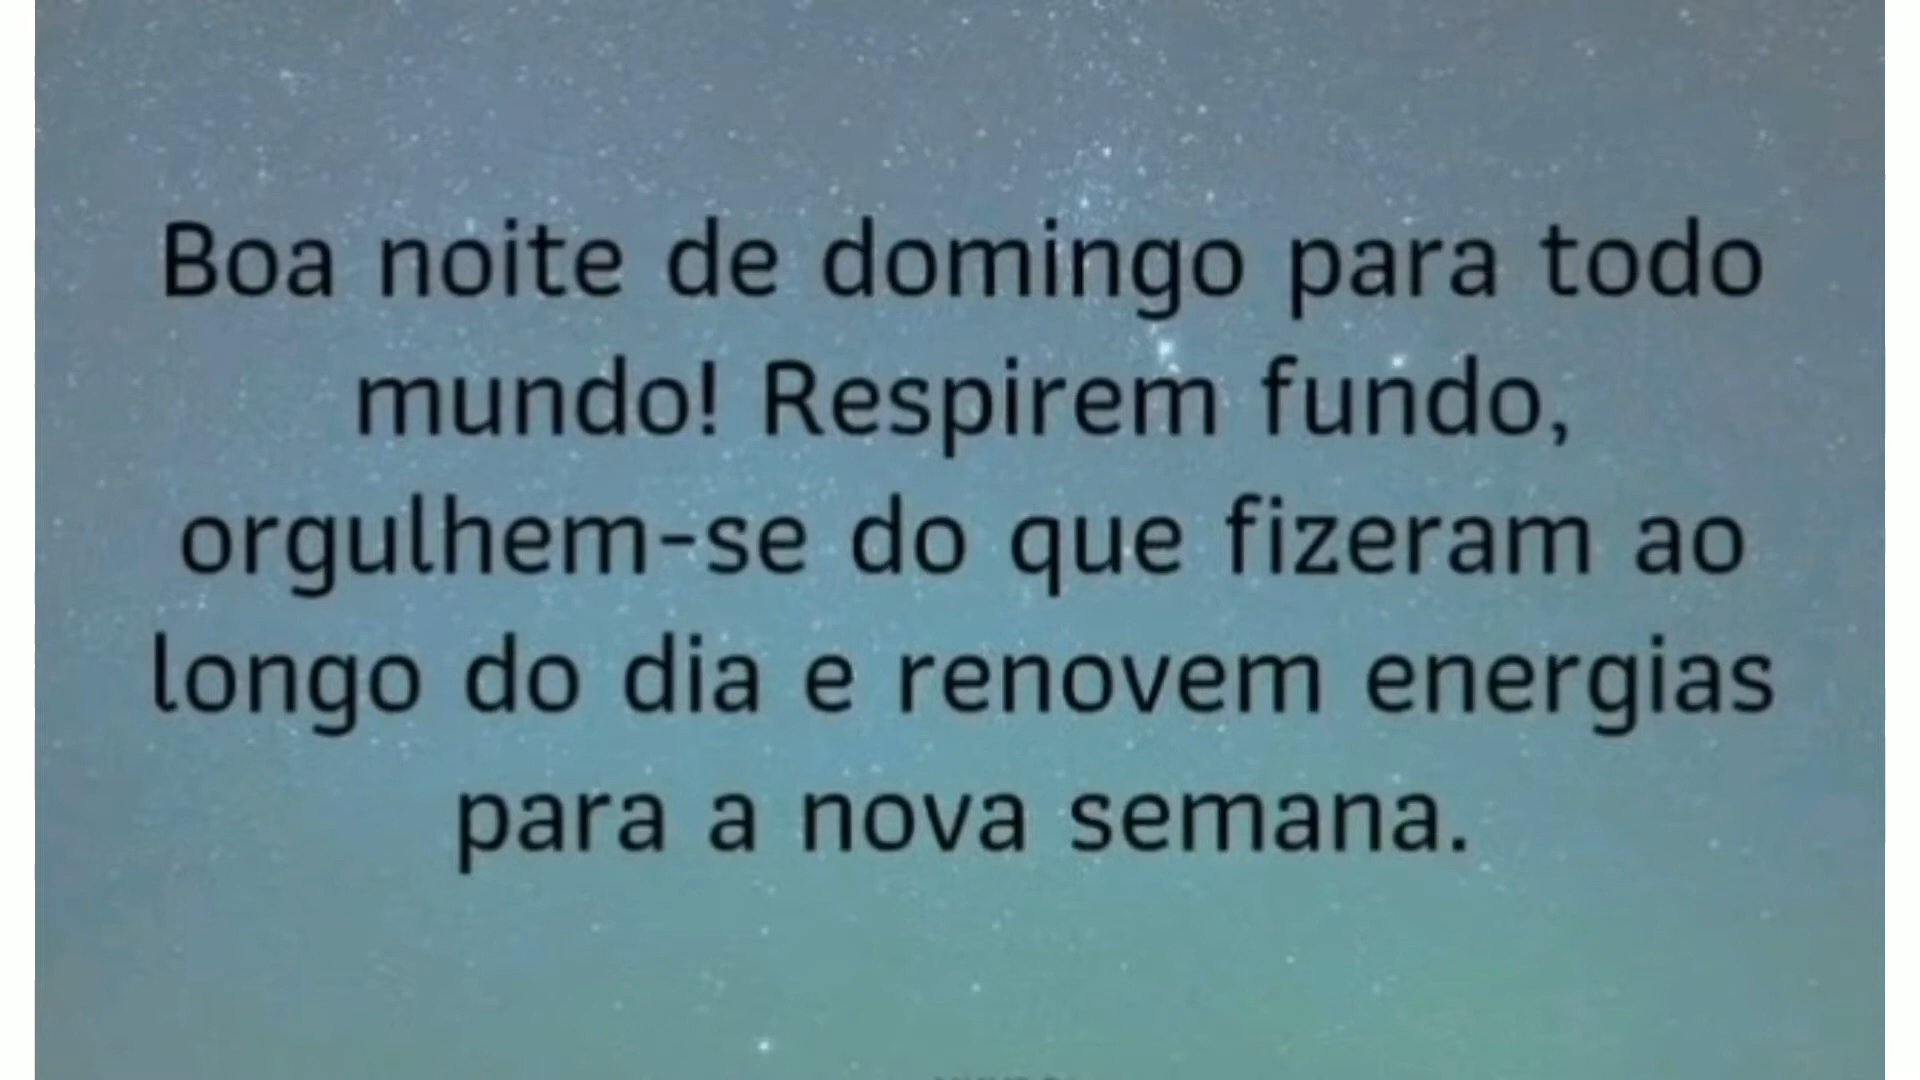 Boa noite de domingo para todo
mundo! Respirem fundo,
orgulhem-se do que fizeram ao
longo do dia e renovem energias
para a nova semana.